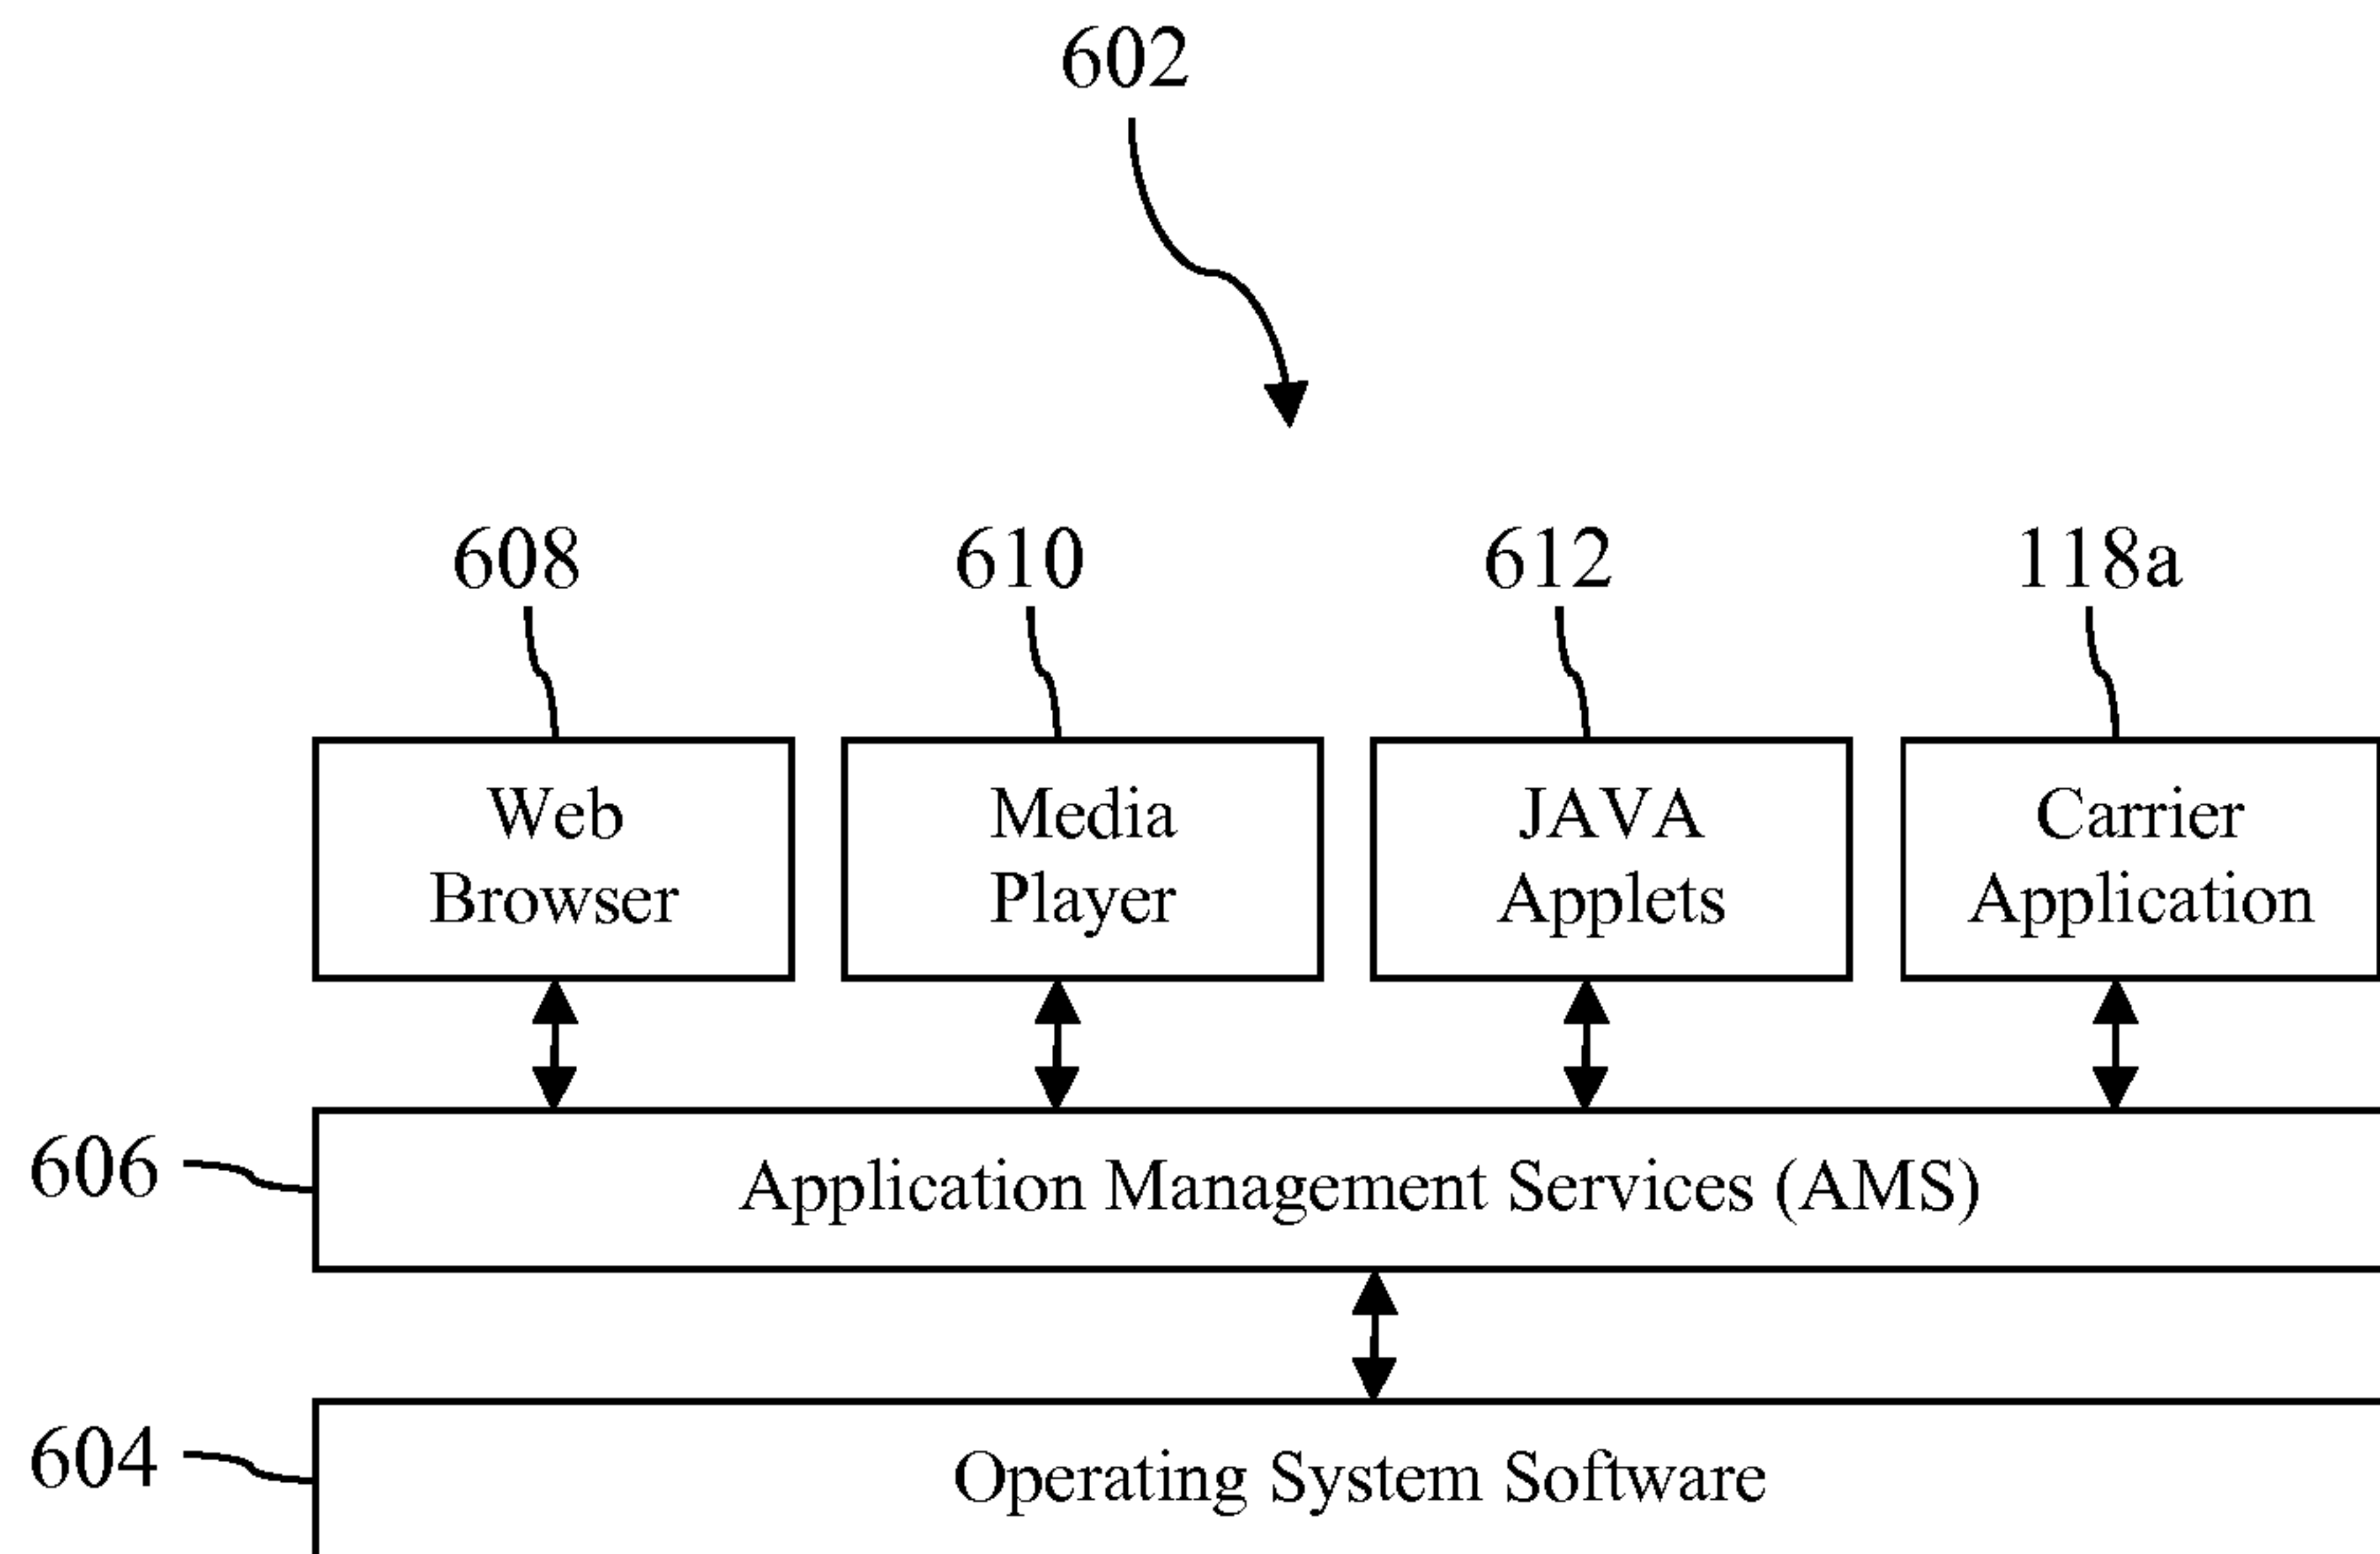 602
608
610
612
118a
Web
Browser
Media
Player
JAVA
Applets
Carrier
Application
606
Application Management Services (AMS)
604
Operating System Software